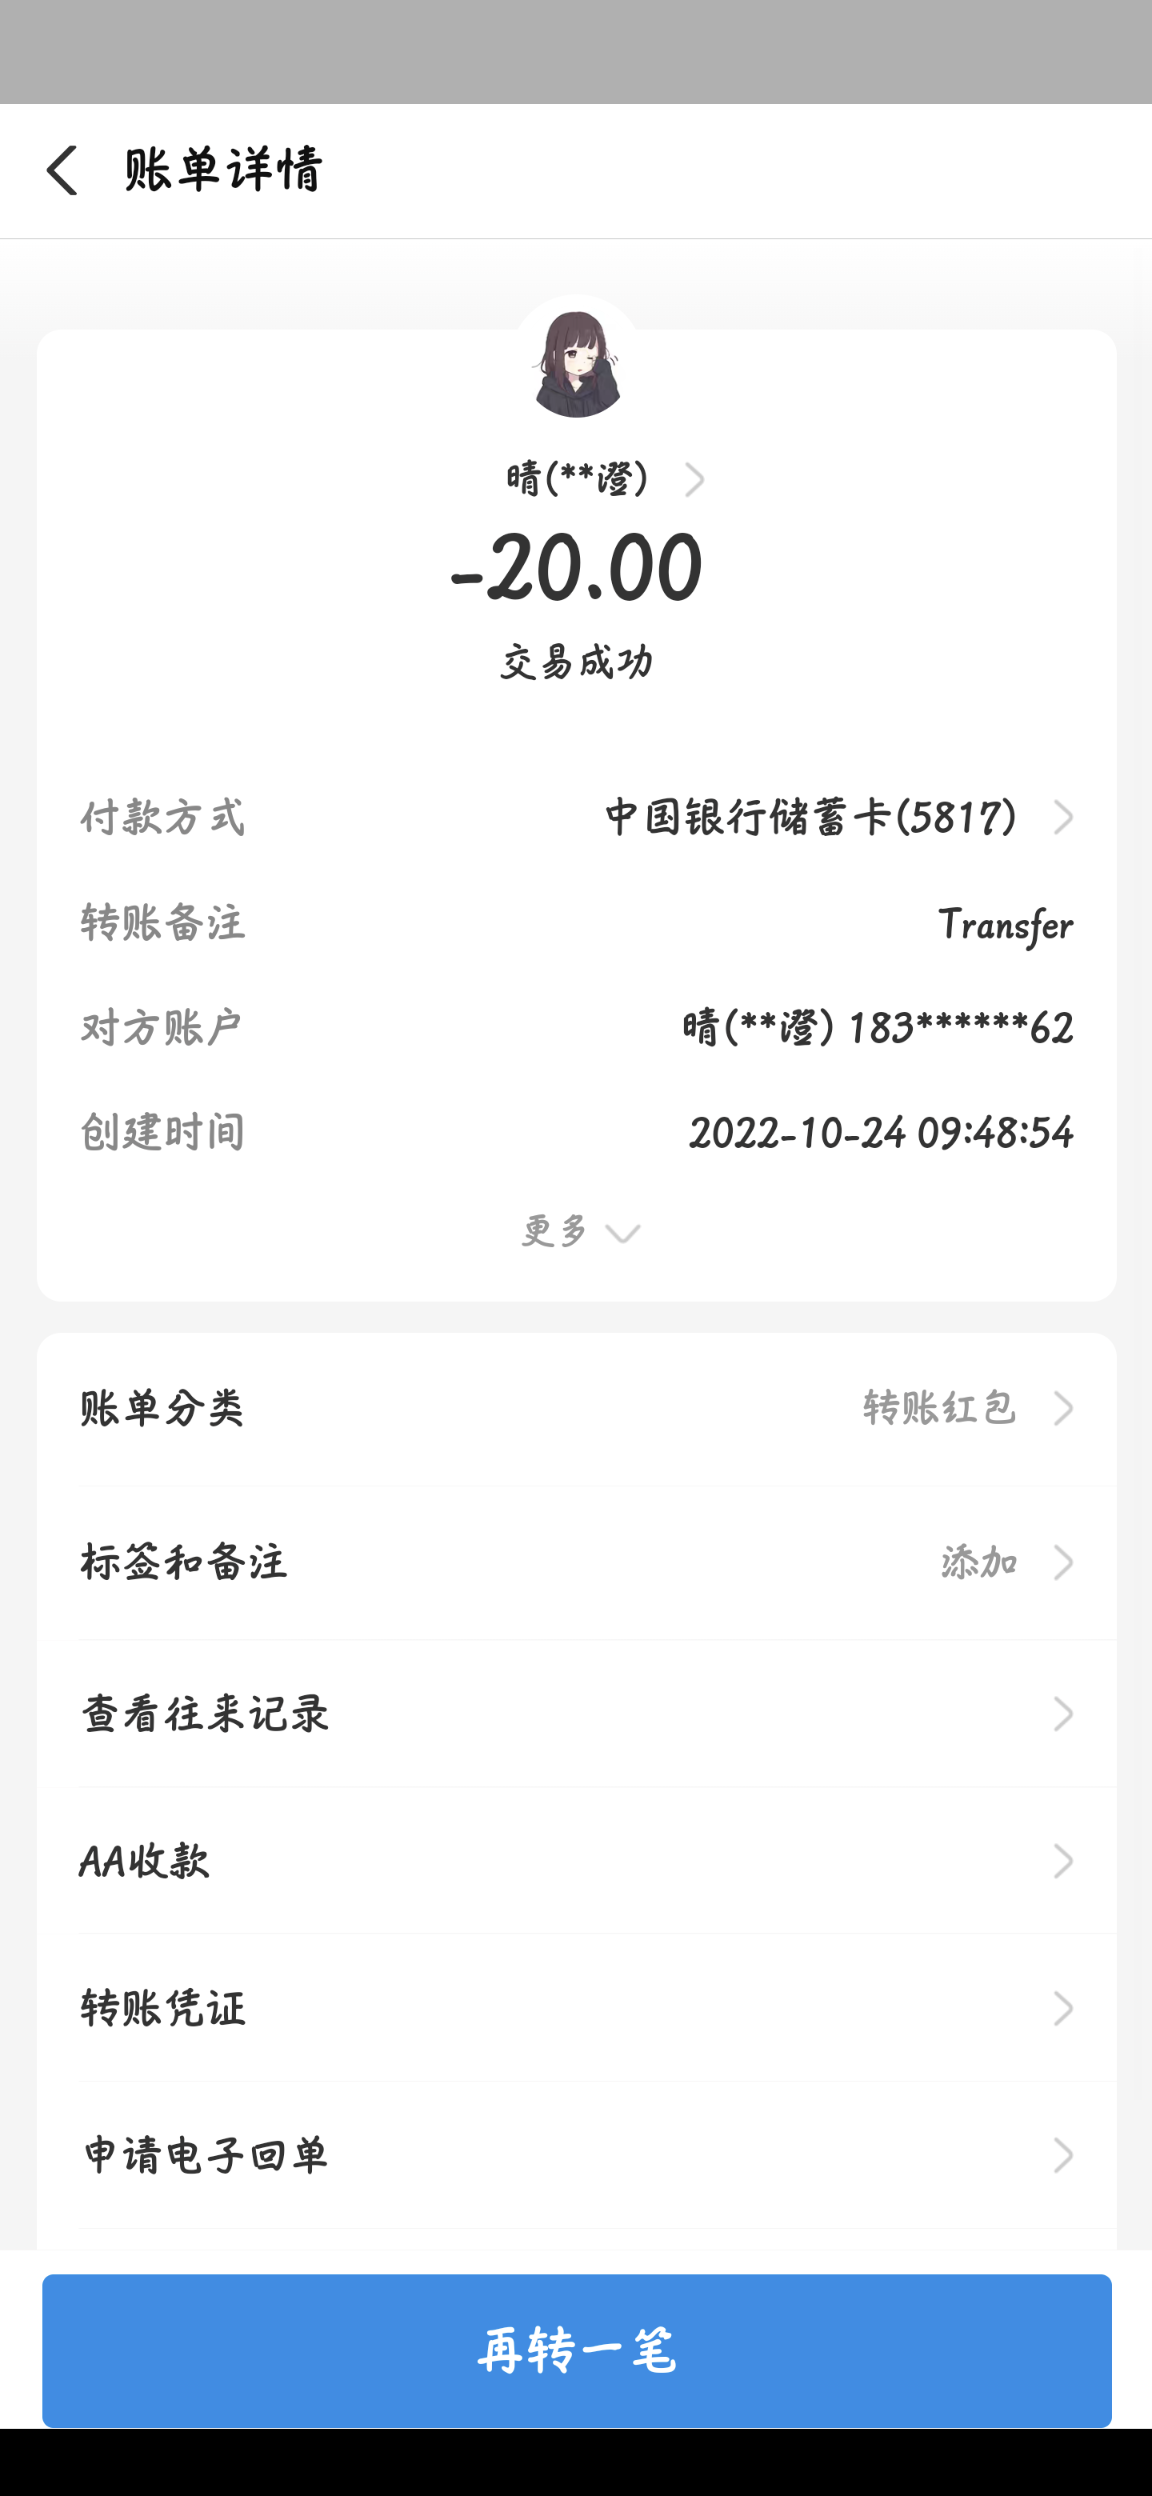 账单详情
晴(**滢)
-20.00
交易成功
付款方式 中国银行储蓄卡(5817)
转账备注 Transfer
对方账户 晴(**滢) 183******62
创建时间 2022-10-24 09:48:54
更多
账单分类 转账红包
标签和备注 添加
查看往来记录
AA收款
转账凭证
申请电子回单
再转一笔